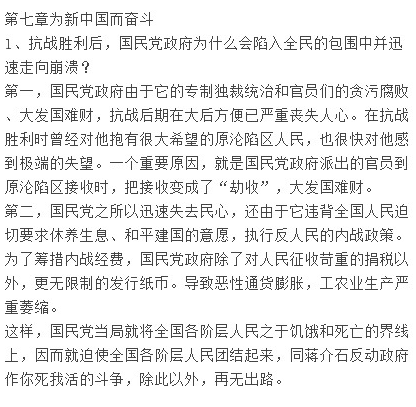 第七章为新中国而奋斗
1、抗战胜利后，国民党政府为什么会陷入全民的包围中并迅
速走向崩溃？
第一，国民党政府由于它的专制独裁统治和官员们的贪污腐败
、大发国难财，抗战后期在大后方便已严重丧失人心。在抗战
胜利时曾经对他抱有很大希望的原沦陷区人民，也很快对他感
到极端的失望。一个重要原因，就是国民党政府派出的官员到
原沦陷区接收时，把接收变成了“劫收”，大发国难财。
第二，国民党之所以迅速失去民心，还由于它违背全国人民迫
切要求休养生息、和平建国的意愿，执行反人民的内战政策。
为了筹措内战经费，国民党政府除了对人民征收苛重的捐税以
外，更无限制的发行纸币。导致恶性通货膨胀，工农业生产严
重萎缩。
这样，国民党当局就将全国各阶层人民之于饥饿和死亡的界线
上，因而就迫使全国各阶层人民团结起来，同蒋介石反动政府
作你死我活的斗争，除此以外，再无出路。